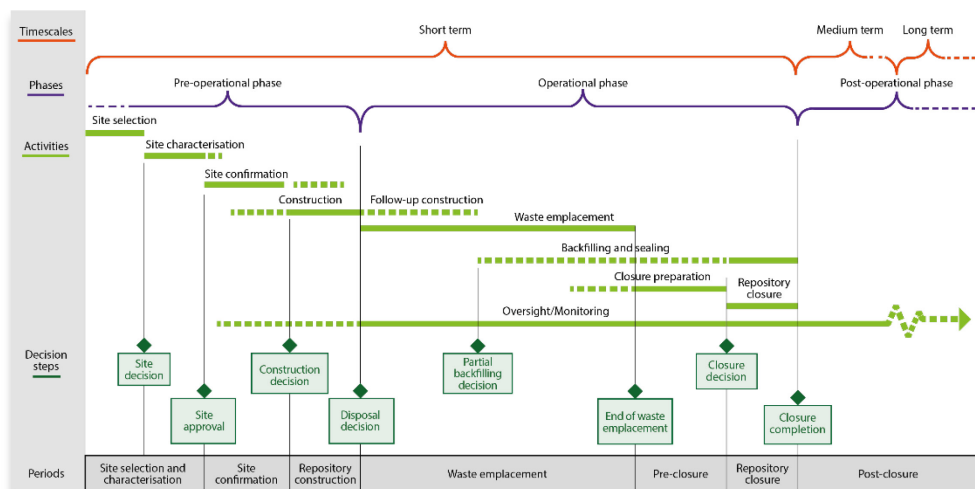 Timescales
Short term
Medium term
Long term
Phases
Pre-operational phase
Operational phase
Post-operational phase
Activities
Site selection
Site characterisation
Site confirmation
Construction
Follow-up construction
Waste emplacement
Backfilling and sealing
Closure preparation
Repository
closure
Oversight/Monitoring
Decision
steps
Site
decision
Site
approval
Construction
decision
Disposal
decision
Partial
backfilling
decision
End of waste
emplacement
Closure
decision
Closure
completion
Periods
Site selection and
characterisation
Site
confirmation
Repository
construction
Waste emplacement
Pre-closure
Repository
closure
Post-closure